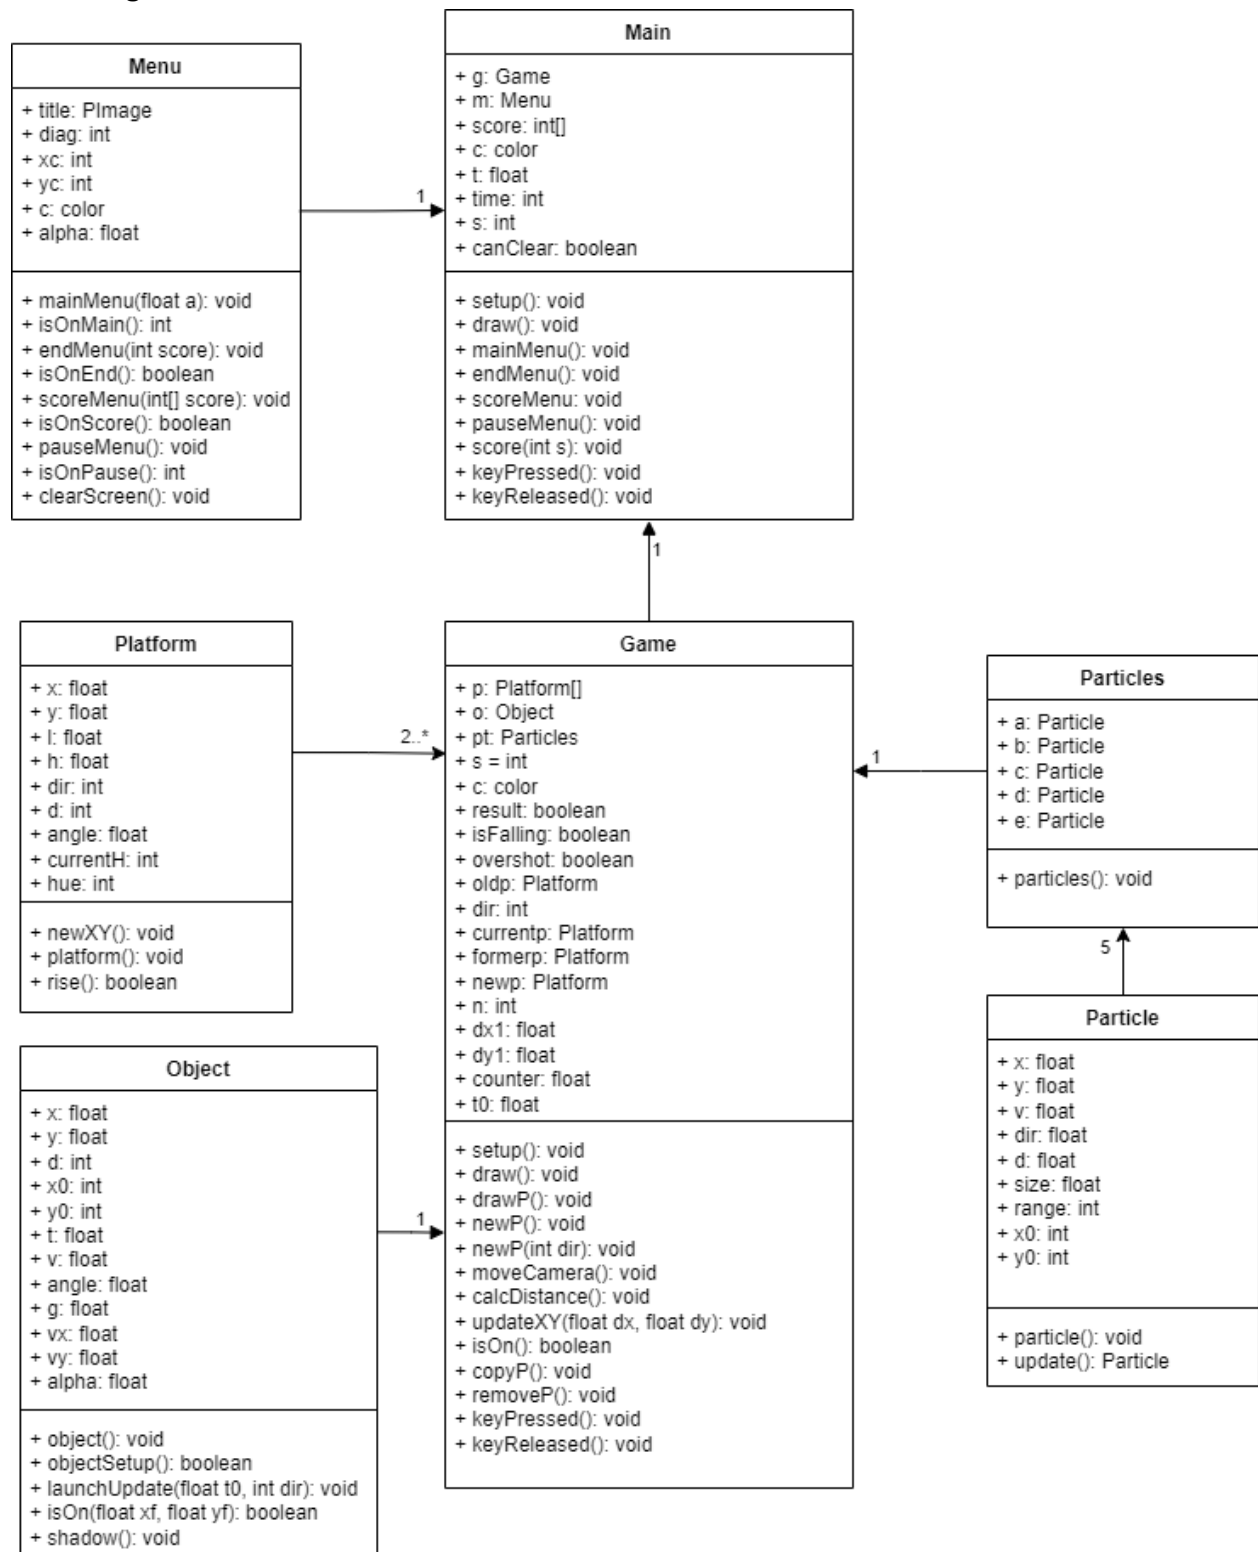 Menu
+ title: PImage
+ diag: int
+ xc: int
+ yc: int
+ c: color
+ alpha: float
+ mainMenu(float a): void
+ isOnMain(): int
+ endMenu(int score): void
+ isOnEnd(): boolean
+ scoreMenu(int[] score): void
+ isOnScore(): boolean
+ pauseMenu(): void
+ isOnPause(): int
+ clearScreen(): void
1
Main
+ g: Game
+ m: Menu
+ score: int[]
+ c: color
+ t: float
+ time: int
+ s: int
+ canClear: boolean
+ setup(): void
+ draw(): void
+ mainMenu(): void
+ endMenu(): void
+ scoreMenu: void
+ pauseMenu(): void
+ score(int s): void
+ keyPressed(): void
+ keyReleased(): void
1
Platform
+ x: float
+ y: float
+ l: float
+ h: float
+ dir: int
+ d: int
+ angle: float
+ currentH: int
+ hue: int
+ newXY(): void
+ platform(): void
+ rise(): boolean
2..*
Game
+ p: Platform[]
+ o: Object
+ pt: Particles
+ s = int
+ c: color
+ result: boolean
+ isFalling: boolean
+ overshot: boolean
+ oldp: Platform
+ dir: int
+ currentp: Platform
+ formerp: Platform
+ newp: Platform
+ n: int
+ dx1: float
+ dy1: float
+ counter: float
+ t0: float
+ setup(): void
+ draw(): void
+ drawP(): void
+ newP(): void
+ newP(int dir): void
+ moveCamera(): void
+ calcDistance(): void
+ updateXY(float dx, float dy): void
+ isOn(): boolean
+ copyP(): void
+ removeP(): void
+ keyPressed(): void
+ keyReleased(): void
1
Particles
+ a: Particle
+ b: Particle
+ c: Particle
+ d: Particle
+ e: Particle
+ particles(): void
5
Particle
+ x: float
+ y: float
+ v: float
+ dir: float
+ d: float
+ size: float
+ range: int
+ x0: int
+ y0: int
+ particle(): void
+ update(): Particle
Object
+ x: float
+ y: float
+ d: int
+ x0: int
+ y0: int
+ t: float
+ v: float
+ angle: float
+ g: float
+ vx: float
+ vy: float
+ alpha: float
+ object(): void
+ objectSetup(): boolean
+ launchUpdate(float t0, int dir): void
+ isOn(float xf, float yf): boolean
+ shadow(): void
1